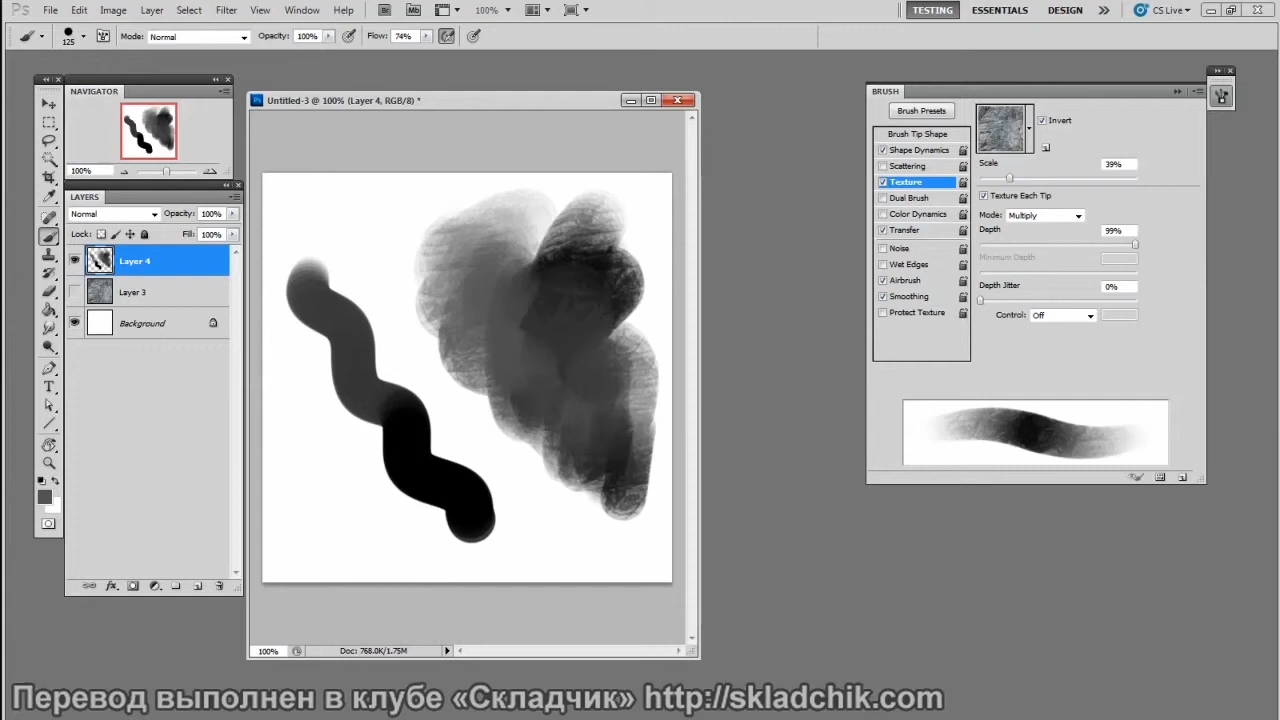 Ps File Edit Image Layer Select Filter View Window Help Br Mb 100% TESTING ESSENTIALS DESIGN CS Live
125 Mode: Normal Opacity: 100% Flow: 74%
NAVIGATOR
100%
LAYERS
Normal Opacity: 100%
Lock: Fill: 100%
Layer 4
Layer 3
Background
Untitled-3 @ 100% (Layer 4, RGB/8) *
100% Doc: 768.0K/1.75M
BRUSH
Brush Presets
Brush Tip Shape
Shape Dynamics
Scattering
Texture
Dual Brush
Color Dynamics
Transfer
Noise
Wet Edges
Airbrush
Smoothing
Protect Texture
Invert
Scale 39%
Texture Each Tip
Mode: Multiply
Depth 99%
Minimum Depth
Depth Jitter 0%
Control: Off
Перевод выполнен в клубе «Складчик» http://skladchik.com